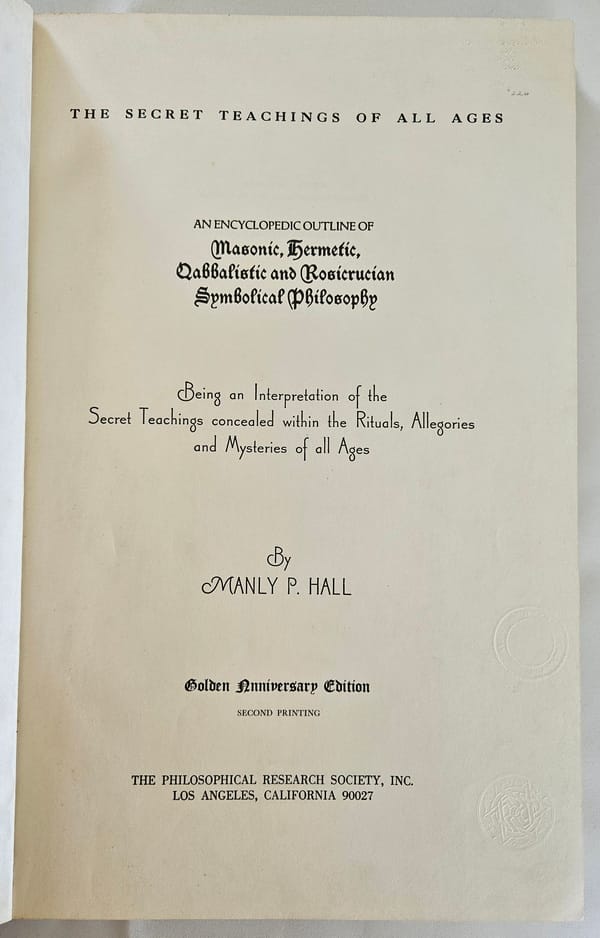 THE SECRET TEACHINGS OF ALL AGES
AN ENCYCLOPEDIC OUTLINE OF
Masonic, Hermetic,
Qabbalistic and Rosicrucian
Symbolical Philosophy
Being an Interpretation of the
Secret Teachings concealed within the Rituals, Allegories
and Mysteries of all Ages
By
MANLY P. HALL
Golden Anniversary Edition
SECOND PRINTING
THE PHILOSOPHICAL RESEARCH SOCIETY, INC.
LOS ANGELES, CALIFORNIA 90027